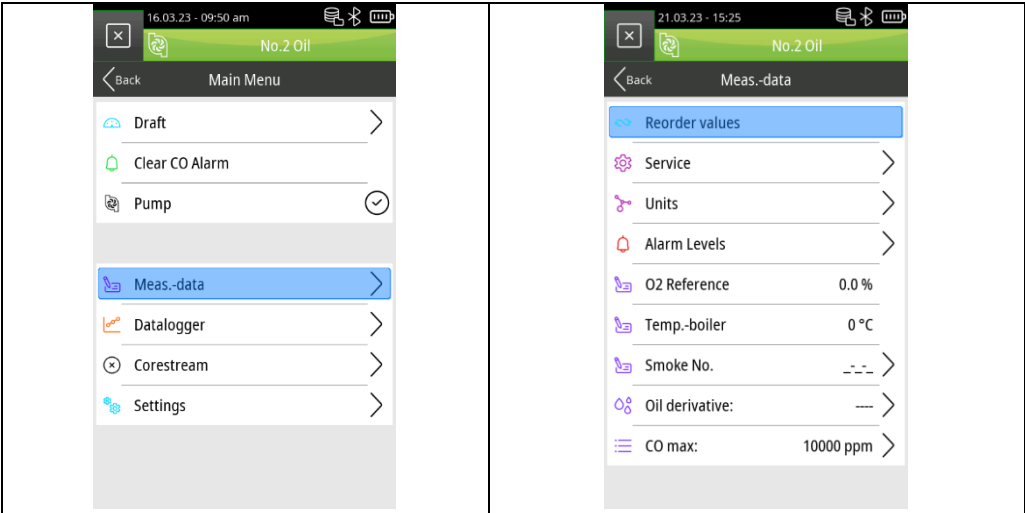 16.03.23 - 09:50 am
No.2 Oil
Back Main Menu
Draft
Clear CO Alarm
Pump
Meas.-data
Datalogger
Corestream
Settings
21.03.23 - 15:25
No.2 Oil
Back Meas.-data
Reorder values
Service
Units
Alarm Levels
O2 Reference 0.0 %
Temp.-boiler 0 °C
Smoke No. _-_-_
Oil derivative: ----
CO max: 10000 ppm